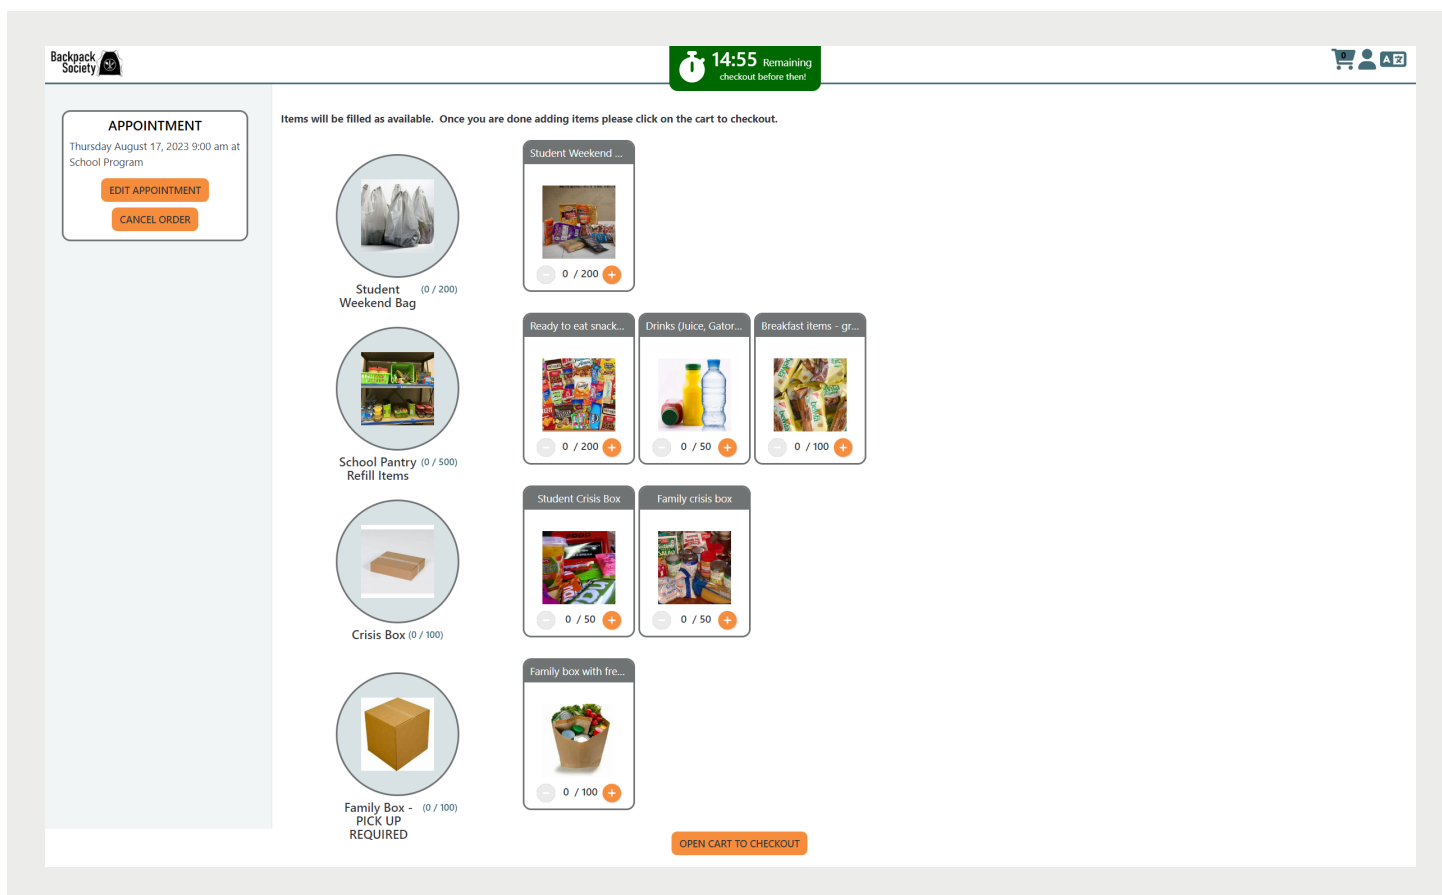 Backpack
Society
14:55 Remaining
checkout before then!
0
A
APPOINTMENT
Thursday August 17, 2023 9:00 am at
School Program
EDIT APPOINTMENT
CANCEL ORDER
Items will be filled as available. Once you are done adding items please click on the cart to checkout.
Student (0 / 200)
Weekend Bag
Student Weekend ...
0 / 200
School Pantry (0 / 500)
Refill Items
Ready to eat snack...
0 / 200
Drinks (Juice, Gator...
0 / 50
Breakfast items - gr...
0 / 100
Crisis Box (0 / 100)
Student Crisis Box
0 / 50
Family crisis box
0 / 50
Family Box - (0 / 100)
PICK UP
REQUIRED
Family box with fre...
0 / 100
OPEN CART TO CHECKOUT